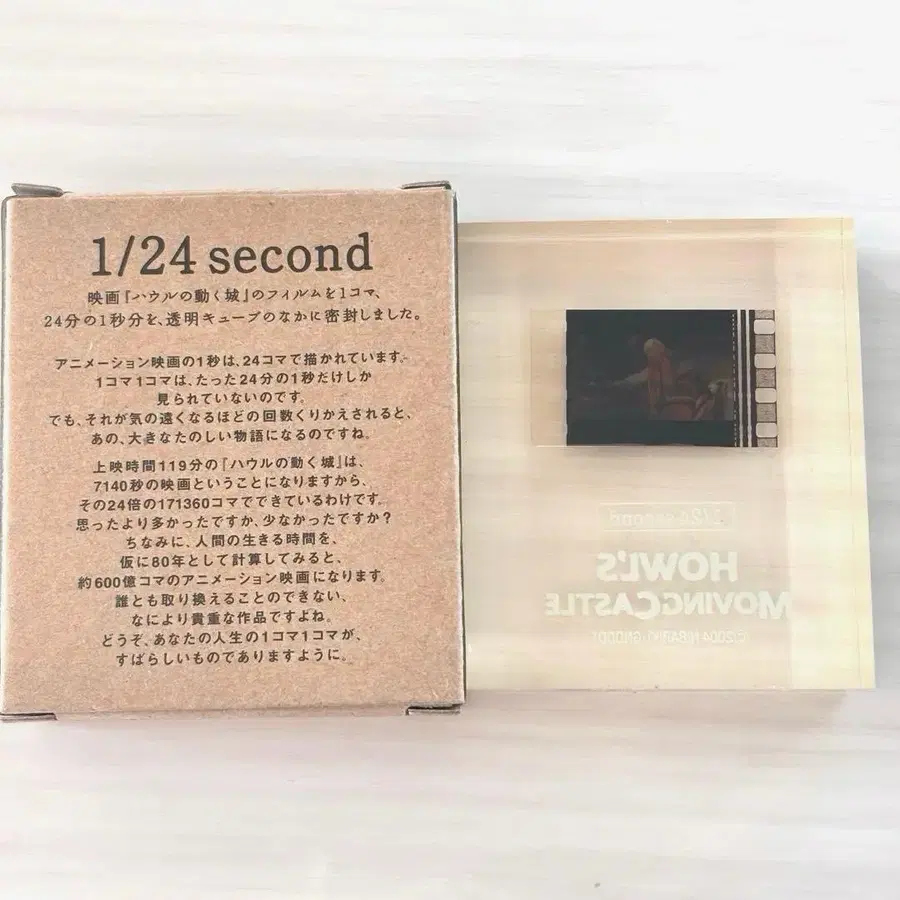 1/24 second
映画『ハウルの動く城』のフィルムを1コマ、
24分の1秒分を、透明キューブのなかに密封しました。
アニメーション映画の1秒は、24コマで描かれています。
1コマ1コマは、たった24分の1秒だけしか
見られていないのです。
でも、それが気の遠くなるほどの回数くりかえされると、
あの、大きなたのしい物語になるのですね。
上映時間119分の『ハウルの動く城』は、
7140秒の映画ということになりますから、
その24倍の171360コマでできているわけです。
思ったより多かったですか、少なかったですか？
ちなみに、人間の生きる時間を、
仮に80年として計算してみると、
約600億コマのアニメーション映画になります。
誰とも取り換えることのできない、
なにより貴重な作品ですよね。
どうぞ、あなたの人生の1コマ1コマが、
すばらしいものでありますように。
1/24 second
HOWL'S
MOVING CASTLE
©2004